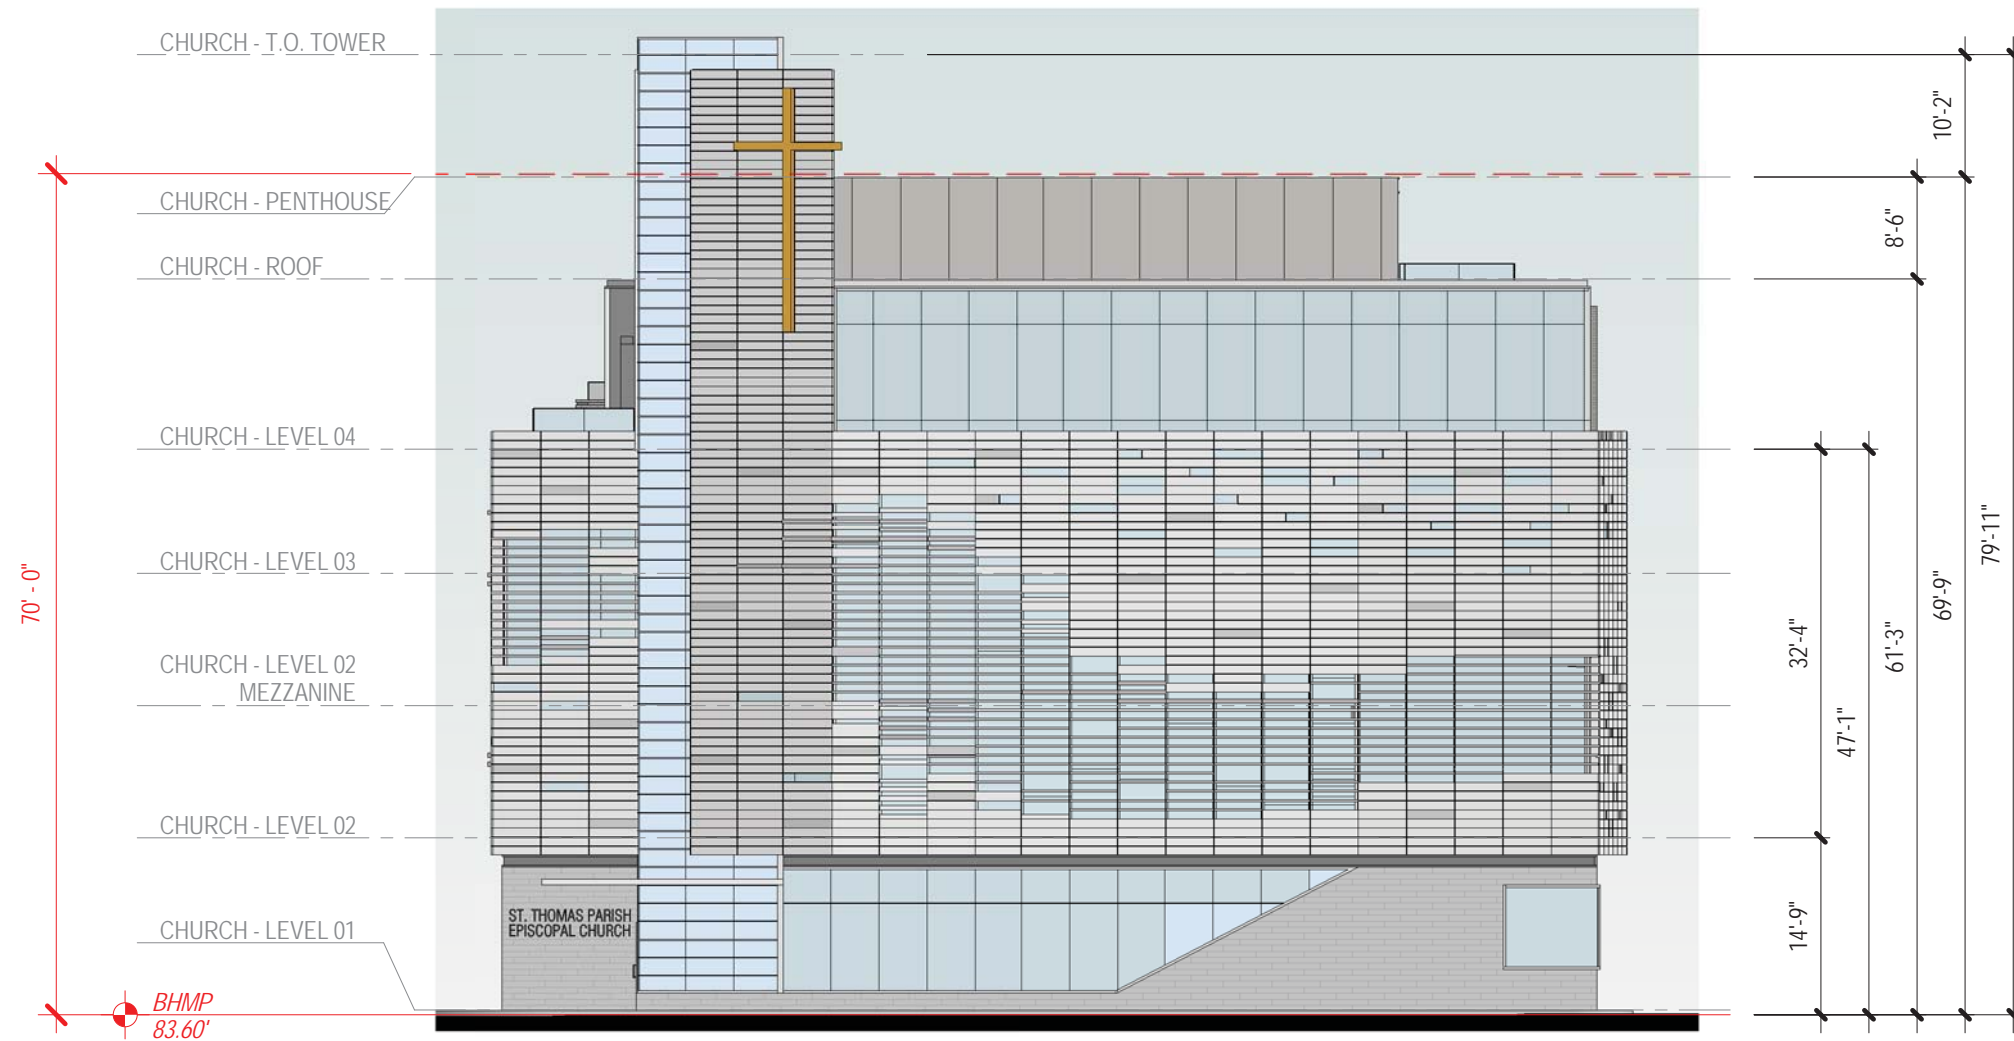 CHURCH - T.O. TOWER
CHURCH - PENTHOUSE
CHURCH - ROOF
CHURCH - LEVEL 04
CHURCH - LEVEL 03
CHURCH - LEVEL 02
MEZZANINE
CHURCH - LEVEL 02
CHURCH - LEVEL 01
70' - 0"
BHMP
83.60'
ST. THOMAS PARISH
EPISCOPAL CHURCH
10'-2"
8'-6"
79'-11"
69'-9"
61'-3"
32'-4"
47'-1"
14'-9"